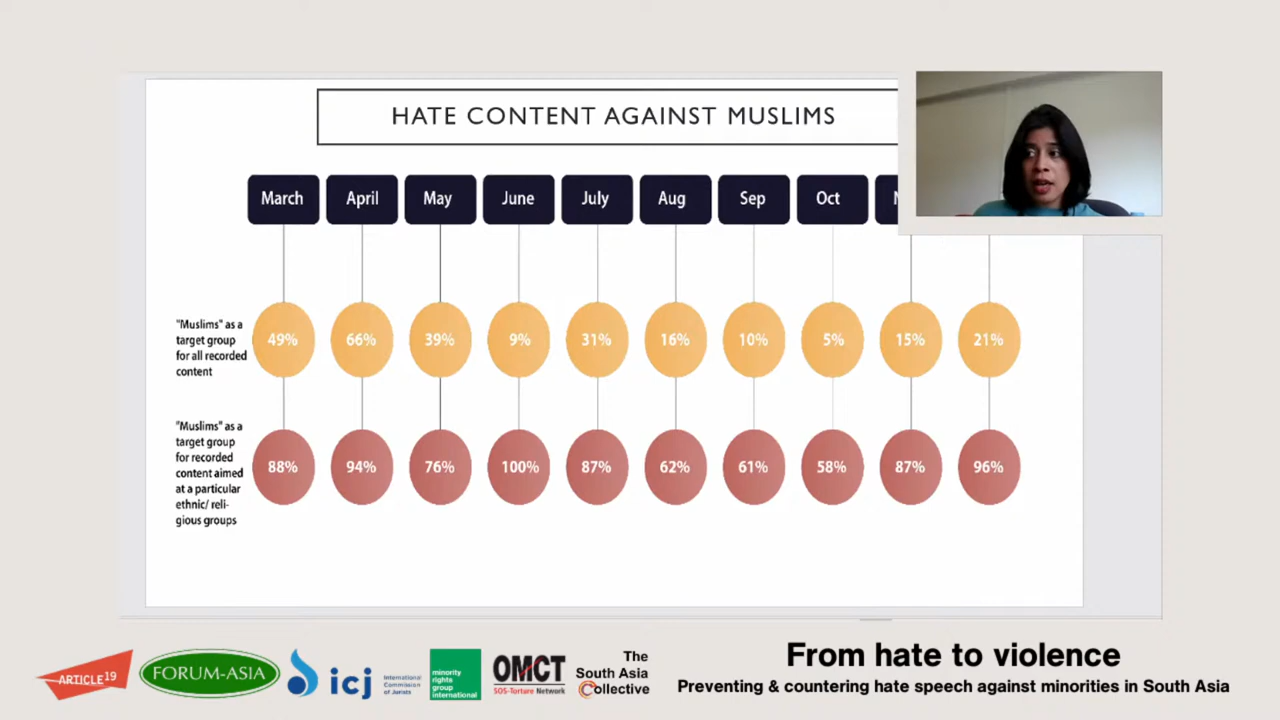 HATE CONTENT AGAINST MUSLIMS
March April May June July Aug Sep Oct
"Muslims" as a
target group
for all recorded
content
49% 66% 39% 9% 31% 16% 10% 5% 15% 21%
"Muslims" as a
target group
for recorded
content aimed
at a particular
ethnic/ reli-
gious groups
88% 94% 76% 100% 87% 62% 61% 58% 87% 96%
From hate to violence
Preventing & countering hate speech against minorities in South Asia
ARTICLE 19
FORUM-ASIA
icj
International
Commission
of Jurists
minority
rights
group
international
OMCT
SOS-Torture Network
The
South Asia
Collective